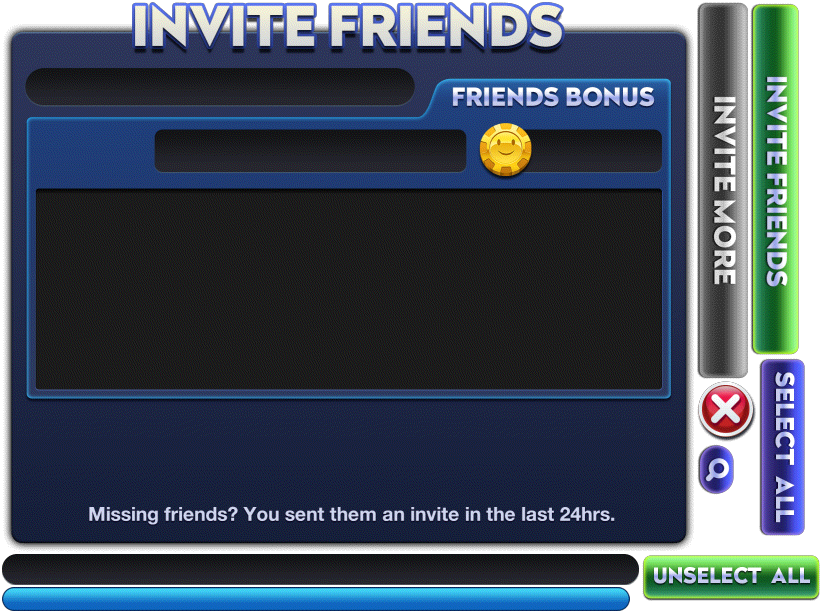 INVITE FRIENDS
FRIENDS BONUS
Missing friends? You sent them an invite in the last 24hrs.
INVITE MORE
INVITE FRIENDS
SELECT ALL
UNSELECT ALL